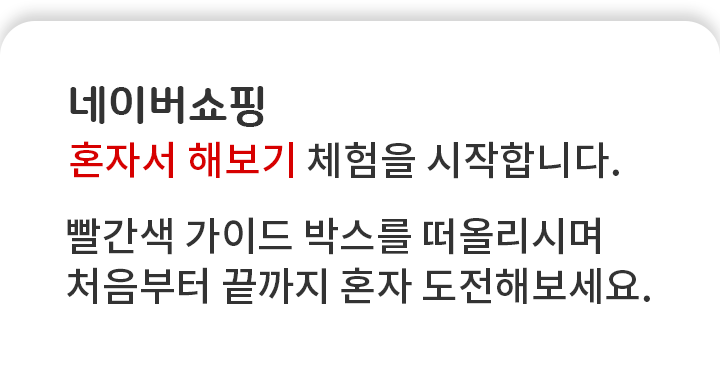 네이버쇼핑
혼자서 해보기 체험을 시작합니다.
빨간색 가이드 박스를 떠올리시며
처음부터 끝까지 혼자 도전해보세요.